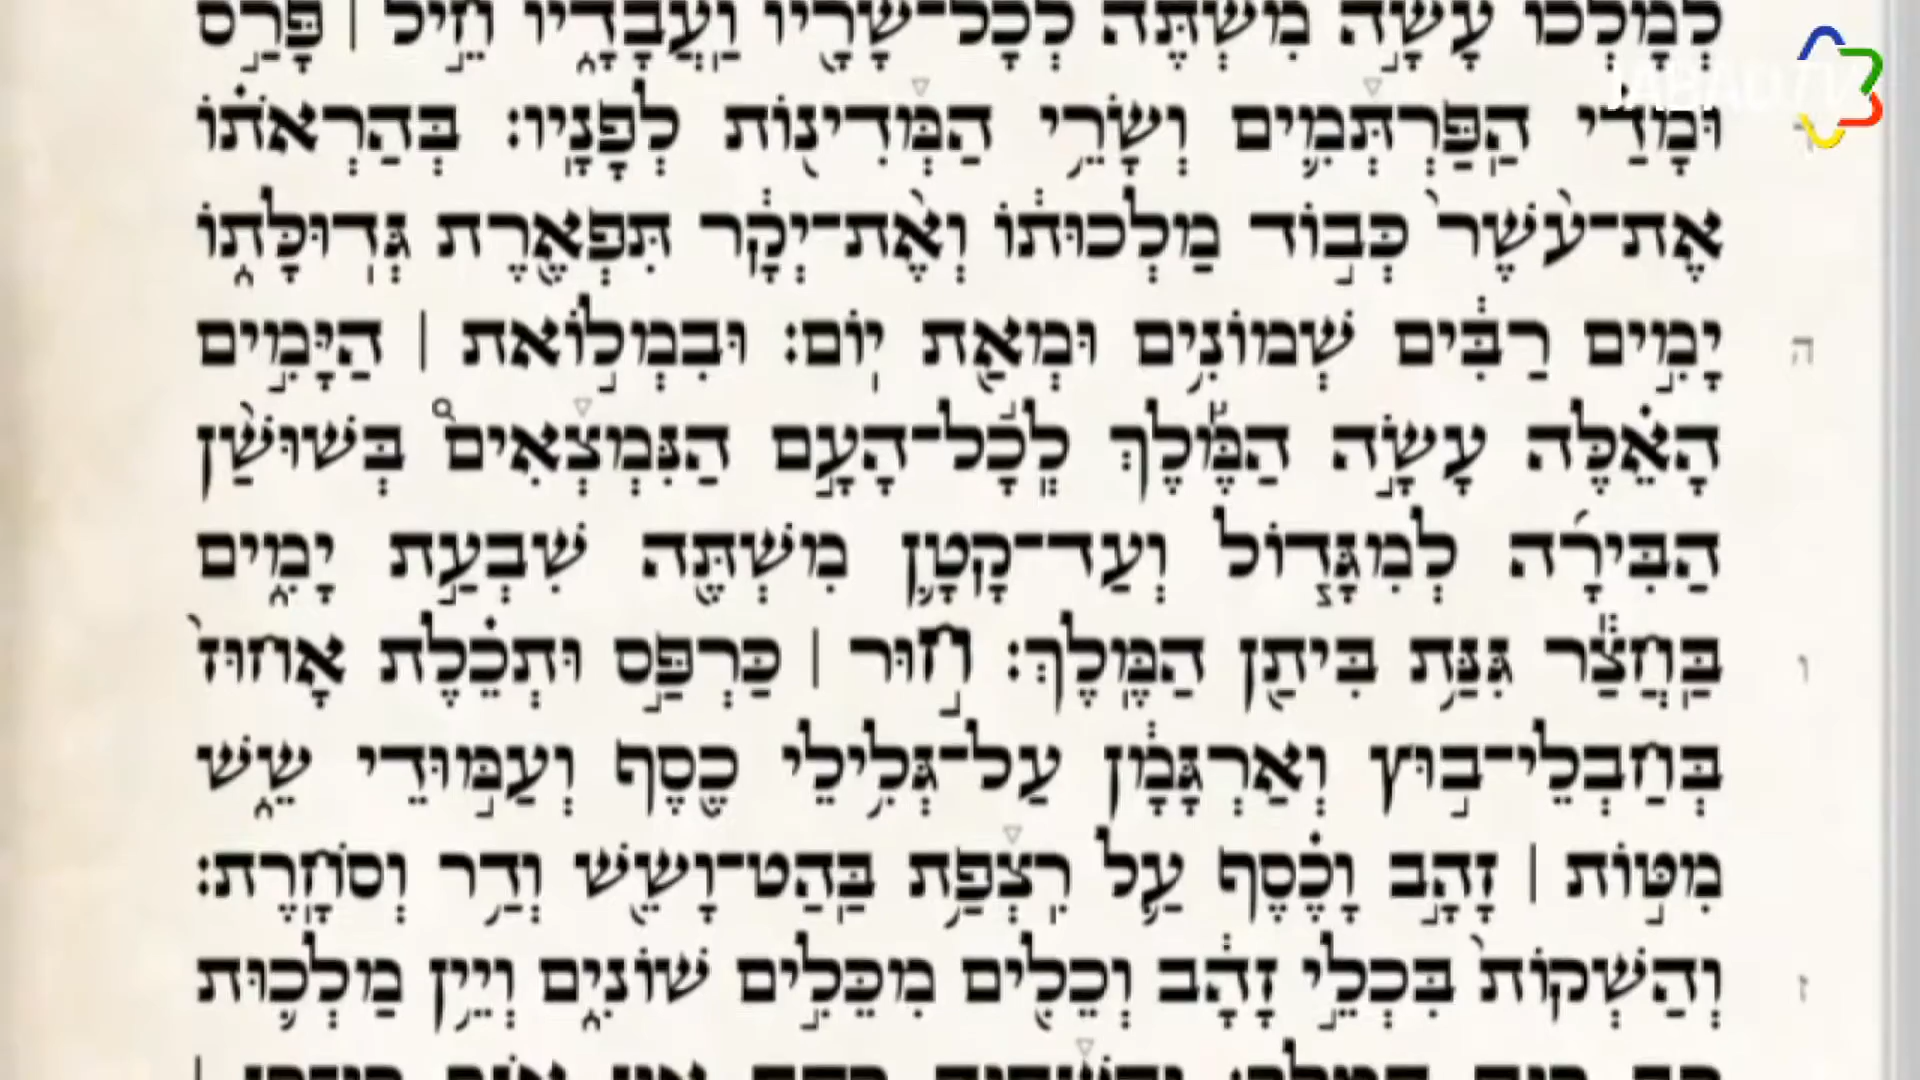 לְמָלְכוֹ עָשָׂה מִשְׁתֶּה לְכָל־שָׂרָיו וַעֲבָדָיו חֵיל | פָּרַס
וּמָדַי הַפַּרְתְּמִים וְשָׂרֵי הַמְּדִינוֹת לְפָנָיו: בְּהַרְאֹתוֹ
אֶת־עֹשֶׁר כְּבוֹד מַלְכוּתוֹ וְאֶת־יְקָר תִּפְאֶרֶת גְּדוּלָּתוֹ
יָמִים רַבִּים שְׁמוֹנִים וּמְאַת יוֹם: וּבִמְלוֹאת | הַיָּמִים
ה
הָאֵלֶּה עָשָׂה הַמֶּלֶךְ לְכָל־הָעָם הַנִּמְצְאִים בְּשׁוּשַׁן
הַבִּירָה לְמִגָּדוֹל וְעַד־קָטָן מִשְׁתֶּה שִׁבְעַת יָמִים
בַּחֲצַר גִּנַּת בִּיתַן הַמֶּלֶךְ: חוּר | כַּרְפַּס וּתְכֵלֶת אָחוּז
ו
בְּחַבְלֵי־בוּץ וְאַרְגָּמָן עַל־גְּלִילֵי כֶסֶף וְעַמּוּדֵי שֵׁשׁ
מִטּוֹת | זָהָב וָכֶסֶף עַל רִצְפַת בַּהַט־וָשֵׁשׁ וְדַר וְסֹחָרֶת:
וְהַשְׁקוֹת בִּכְלֵי זָהָב וְכֵלִים מִכֵּלִים שׁוֹנִים וְיֵין מַלְכוּת
ז